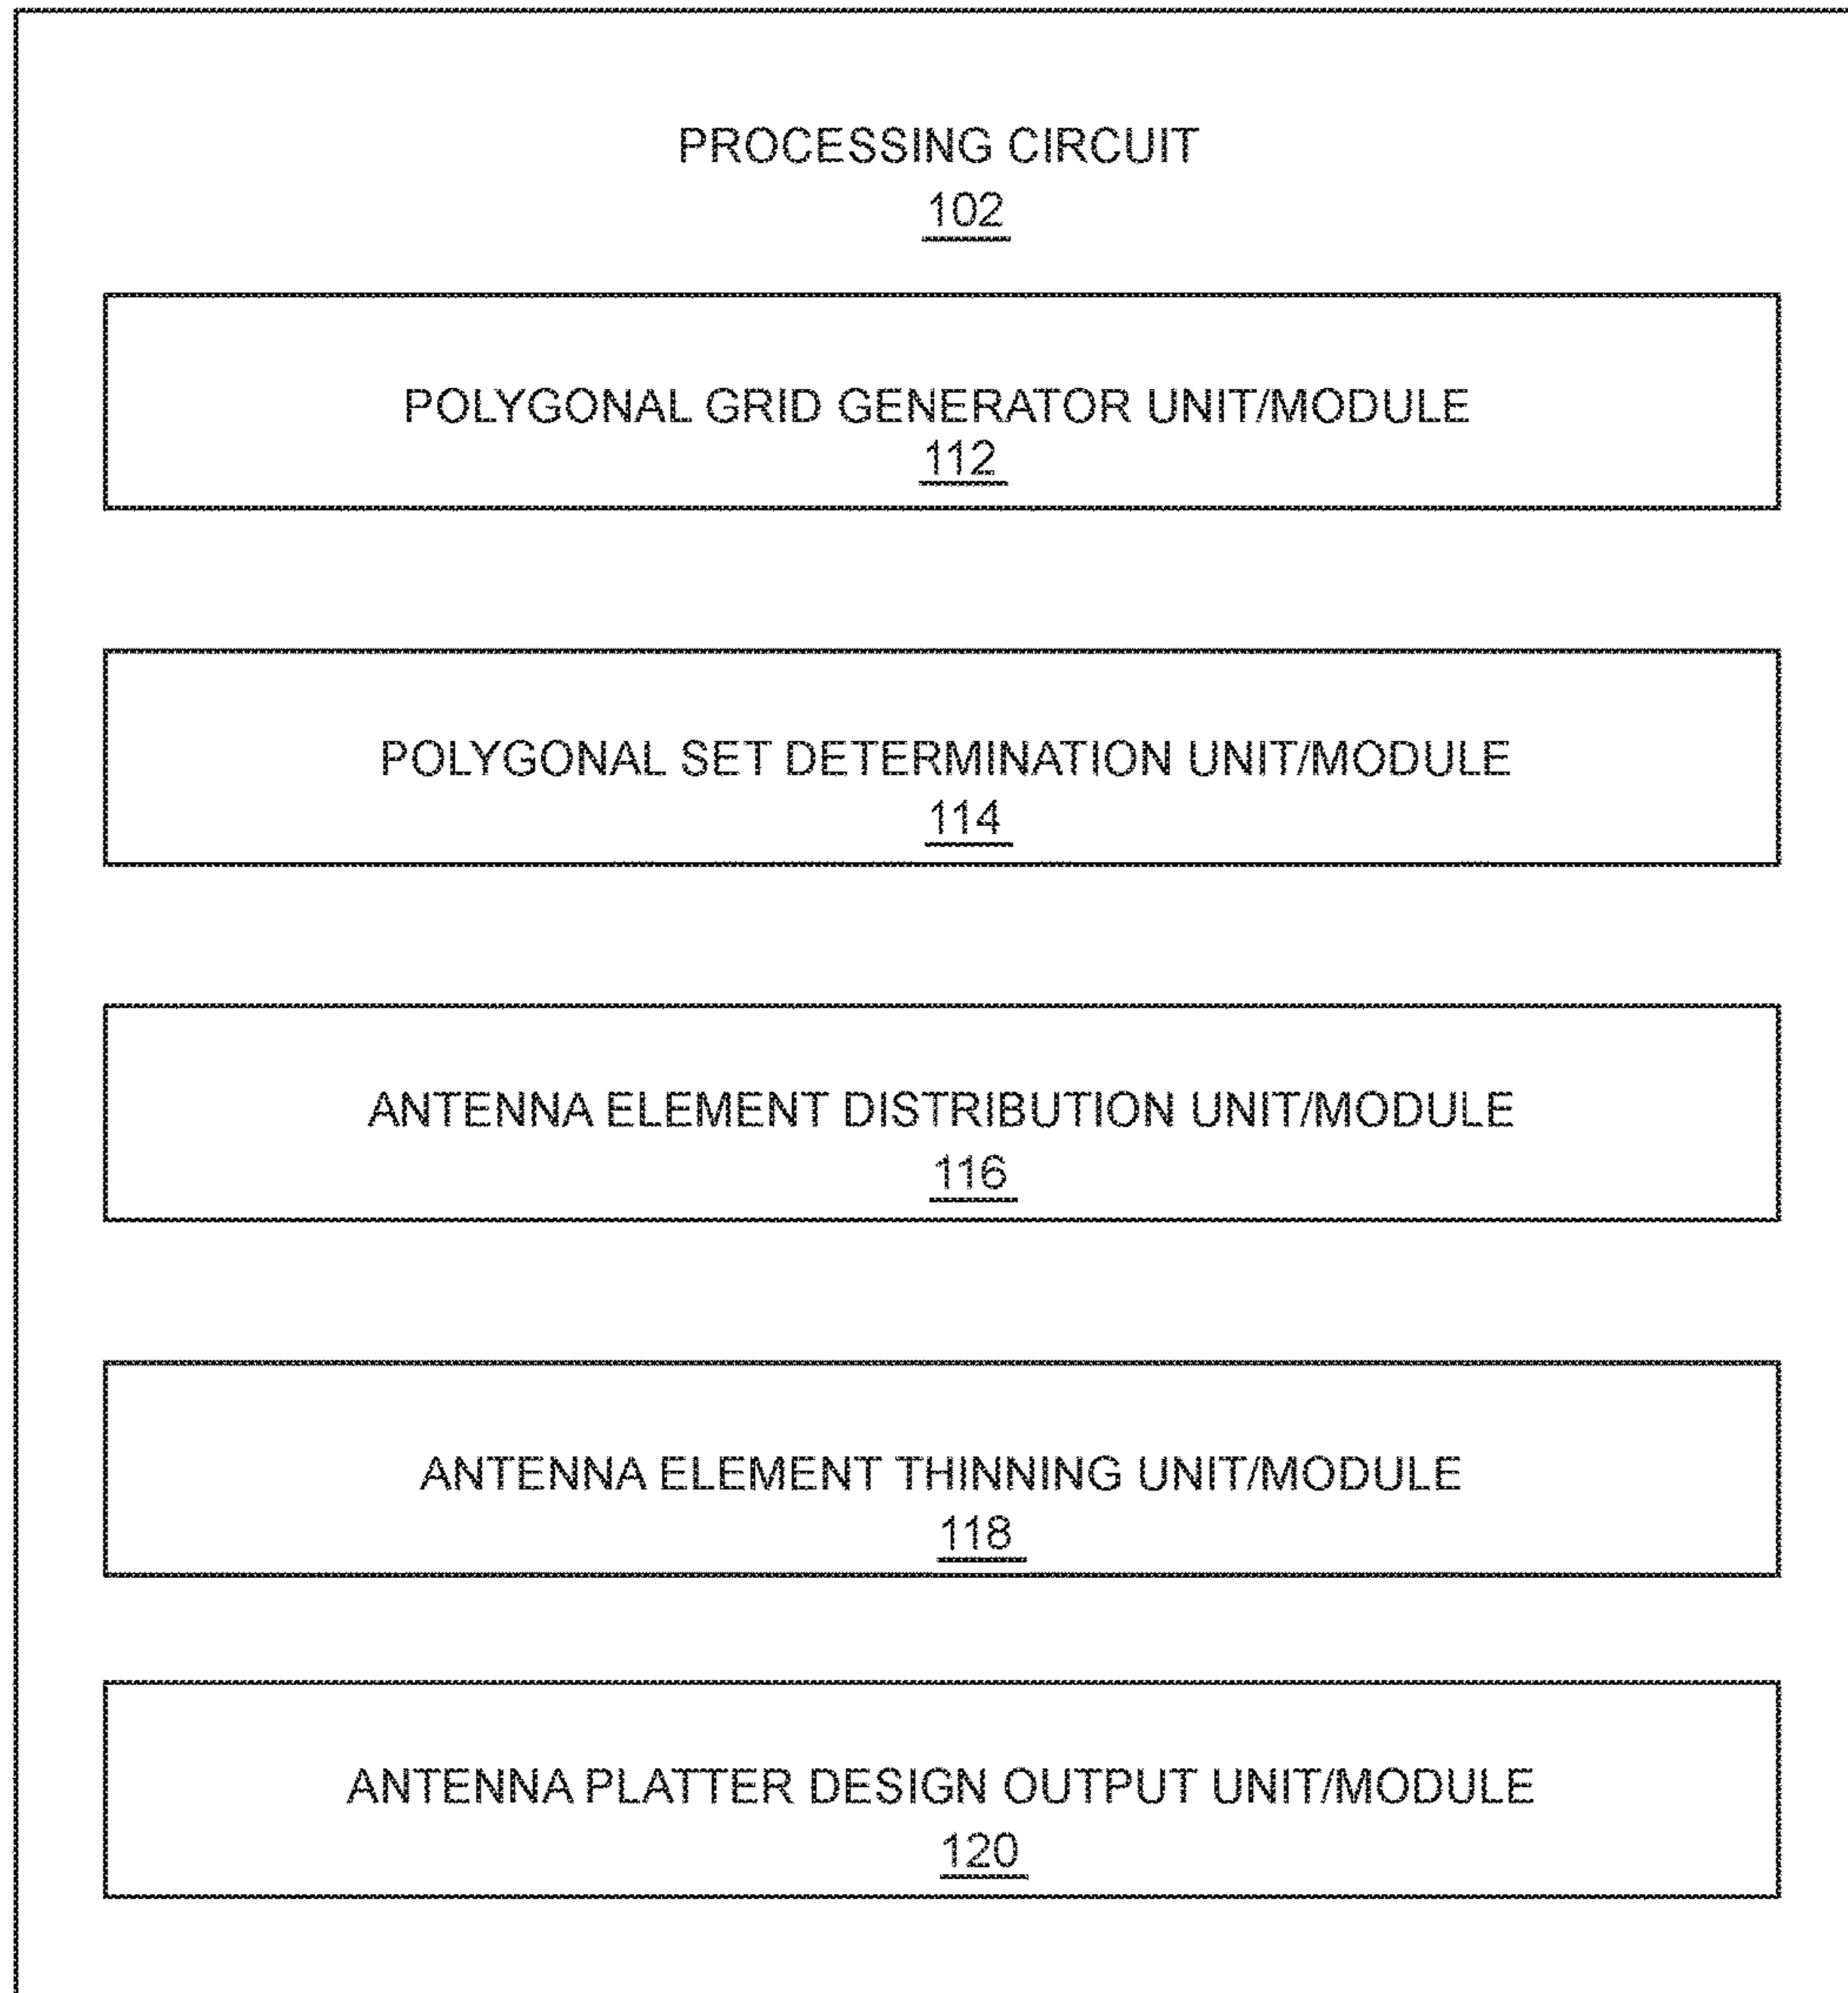 PROCESSING CIRCUIT
102
POLYGONAL GRID GENERATOR UNIT/MODULE
112
POLYGONAL SET DETERMINATION UNIT/MODULE
114
ANTENNA ELEMENT DISTRIBUTION UNIT/MODULE
116
ANTENNA ELEMENT THINNING UNIT/MODULE
118
ANTENNA PLATTER DESIGN OUTPUT UNIT/MODULE
120